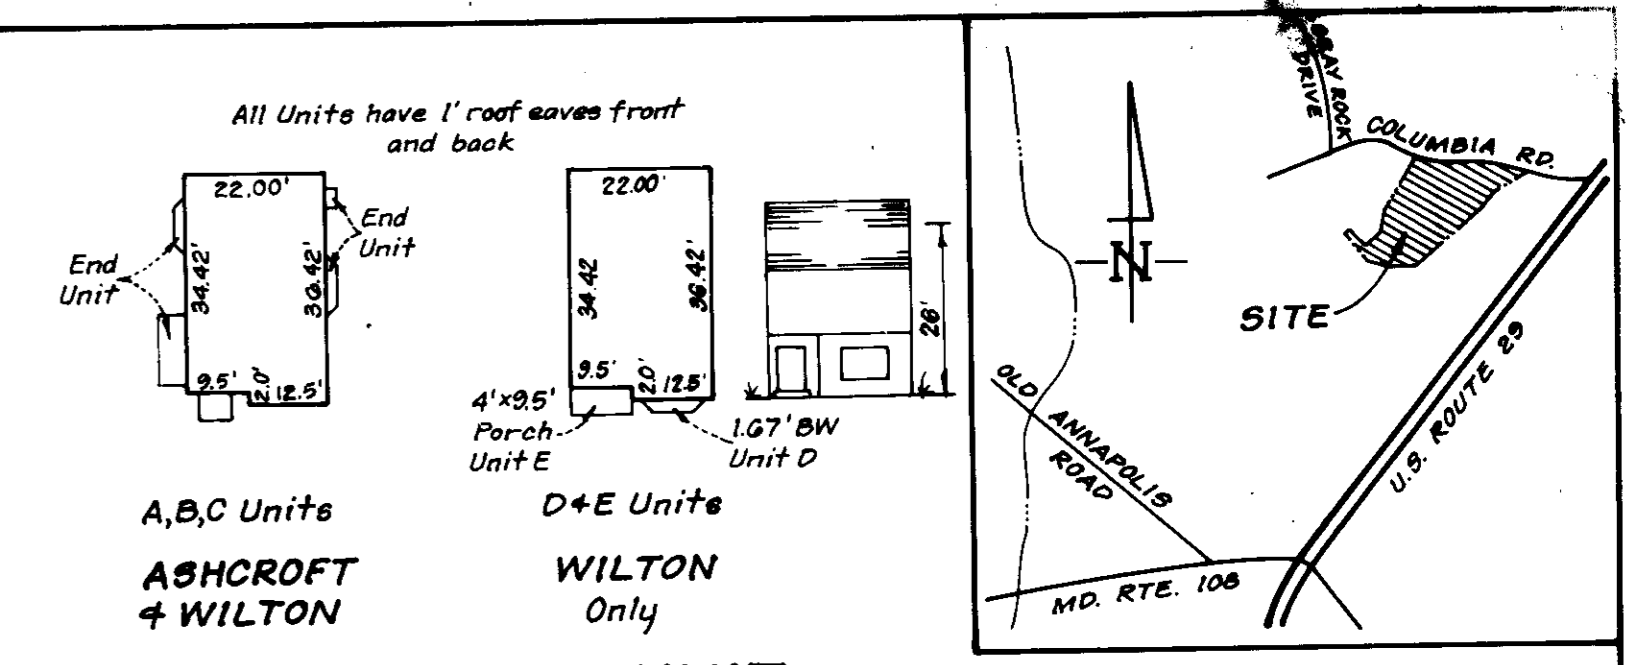 All Units have 1' roof eaves front
and back
22.00'
End
Unit
End
Unit
34.42'
36.42'
9.5'
2.0'
12.5'
A,B,C Units
ASHCROFT
& WILTON
22.00'
34.42
36.42'
9.5'
2.0'
12.5'
4'x9.5'
Porch
Unit E
1.67' BW
Unit D
26'
D&E Units
WILTON
Only
GRAY ROCK
DRIVE
COLUMBIA RD.
N
SITE
OLD ANNAPOLIS
ROAD
U.S. ROUTE 29
MD. RTE. 108